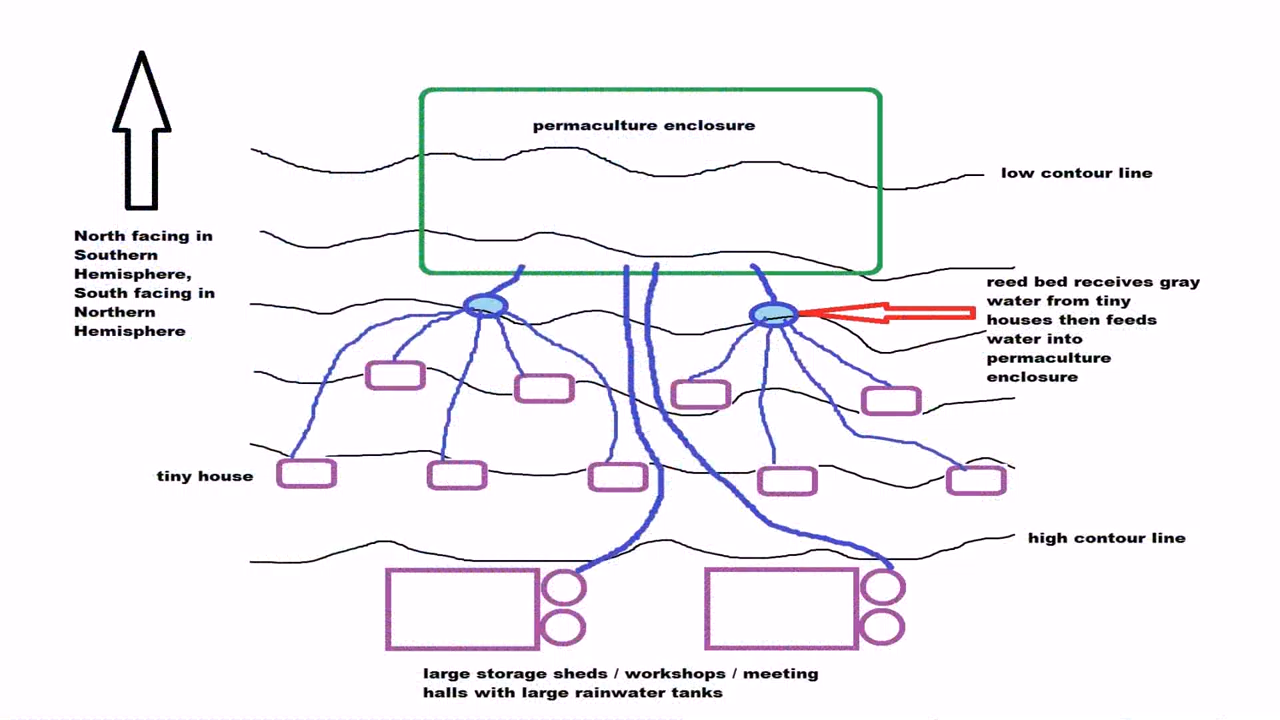 permaculture enclosure
low contour line
North facing in
Southern
Hemisphere,
South facing in
Northern
Hemisphere
reed bed receives gray
water from tiny
houses then feeds
water into
permaculture
enclosure
tiny house
high contour line
large storage sheds / workshops / meeting
halls with large rainwater tanks